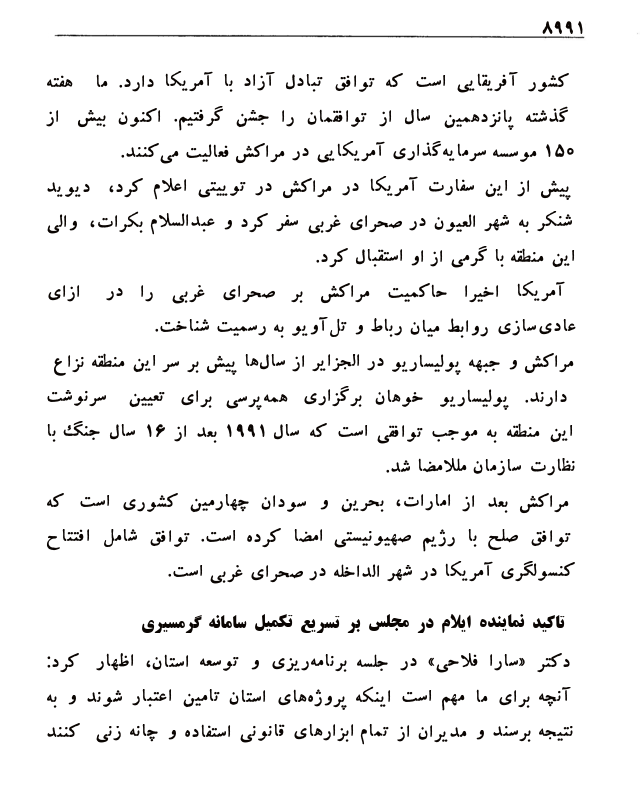 ۸۹۹۱
کشور آفریقایی است که توافق تبادل آزاد با آمریکا دارد. ما هفته
گذشته پانزدهمین سال از توافقمان را جشن گرفتیم. اکنون بیش از
۱۵۰ موسسه سرمایه‌گذاری آمریکایی در مراکش فعالیت می‌کنند.
پیش از این سفارت آمریکا در مراکش در توییتی اعلام کرد، دیوید
شنکر به شهر العیون در صحرای غربی سفر کرد و عبدالسلام بکرات، والی
این منطقه با گرمی از او استقبال کرد.
آمریکا اخیرا حاکمیت مراکش بر صحرای غربی را در ازای
عادی‌سازی روابط میان رباط و تل‌آویو به رسمیت شناخت.
مراکش و جبهه پولیساریو در الجزایر از سال‌ها پیش بر سر این منطقه نزاع
دارند. پولیساریو خوهان برگزاری همه‌پرسی برای تعیین سرنوشت
این منطقه به موجب توافقی است که سال ۱۹۹۱ بعد از ۱۶ سال جنگ با
نظارت سازمان مللامضا شد.
مراکش بعد از امارات، بحرین و سودان چهارمین کشوری است که
توافق صلح با رژیم صهیونیستی امضا کرده است. توافق شامل افتتاح
کنسولگری آمریکا در شهر الداخله در صحرای غربی است.
تاکید نماینده ایلام در مجلس بر تسریع تکمیل سامانه گرمسیری
دکتر «سارا فلاحی» در جلسه برنامه‌ریزی و توسعه استان، اظهار کرد:
آنچه برای ما مهم است اینکه پروژه‌های استان تامین اعتبار شوند و به
نتیجه برسند و مدیران از تمام ابزارهای قانونی استفاده و چانه زنی کنند